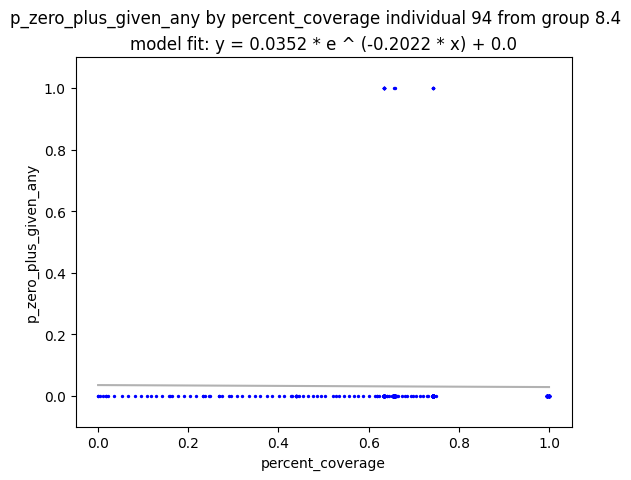 p_zero_plus_given_any by percent_coverage individual 94 from group 8.4
model fit: y = 0.0352 * e ^ (-0.2022 * x) + 0.0
p_zero_plus_given_any
1.0
0.8
0.6
0.4
0.2
0.0
0.0 0.2 0.4 0.6 0.8 1.0
percent_coverage